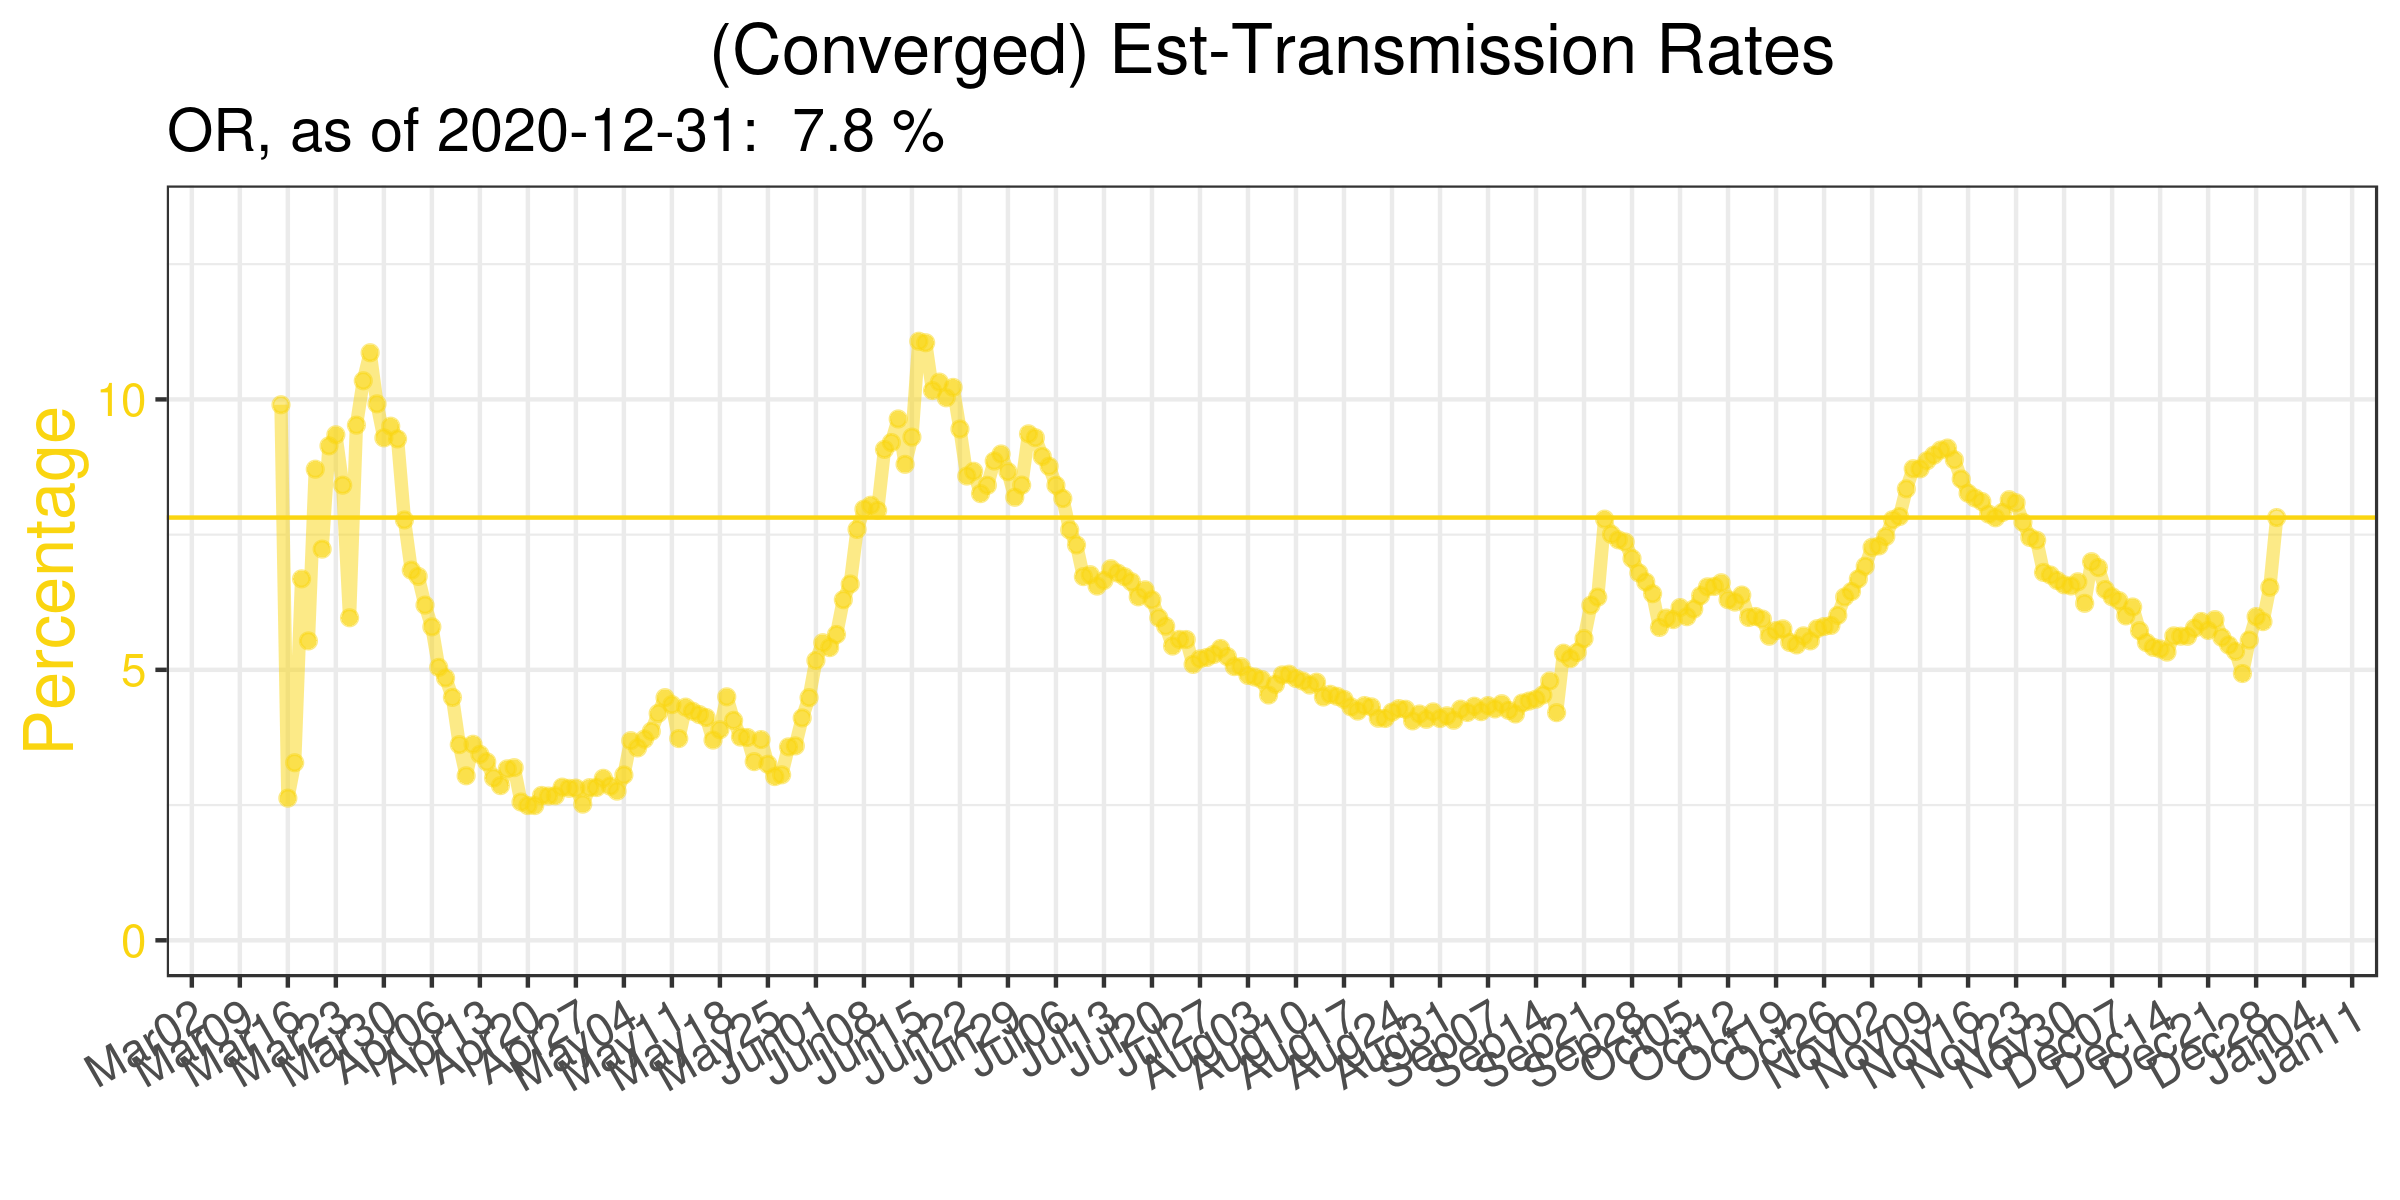 (Converged) Est-Transmission Rates
OR, as of 2020-12-31:  7.8 %
Percentage
10
5
0
Mar02
Mar09
Mar16
Mar23
Mar30
Apr06
Apr13
Apr20
Apr27
May04
May11
May18
May25
Jun01
Jun08
Jun15
Jun22
Jun29
Jul06
Jul13
Jul20
Jul27
Aug03
Aug10
Aug17
Aug24
Aug31
Sep07
Sep14
Sep21
Sep28
Oct05
Oct12
Oct19
Oct26
Nov02
Nov09
Nov16
Nov23
Nov30
Dec07
Dec14
Dec21
Dec28
Jan04
Jan11